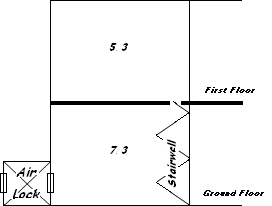 5.3
First Floor
7.3
Stairwell
Air
Lock
Ground Floor